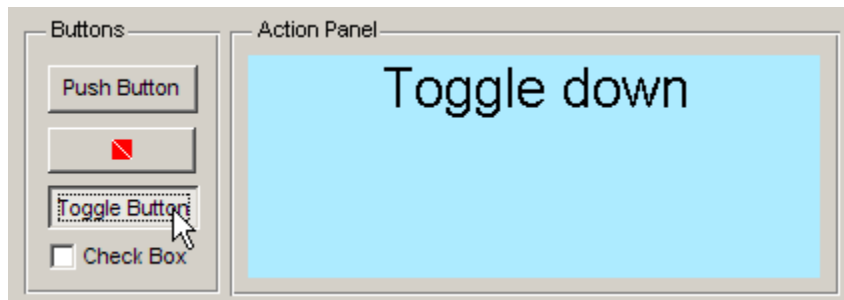 Buttons
Push Button
Toggle Button
Check Box
Action Panel
Toggle down